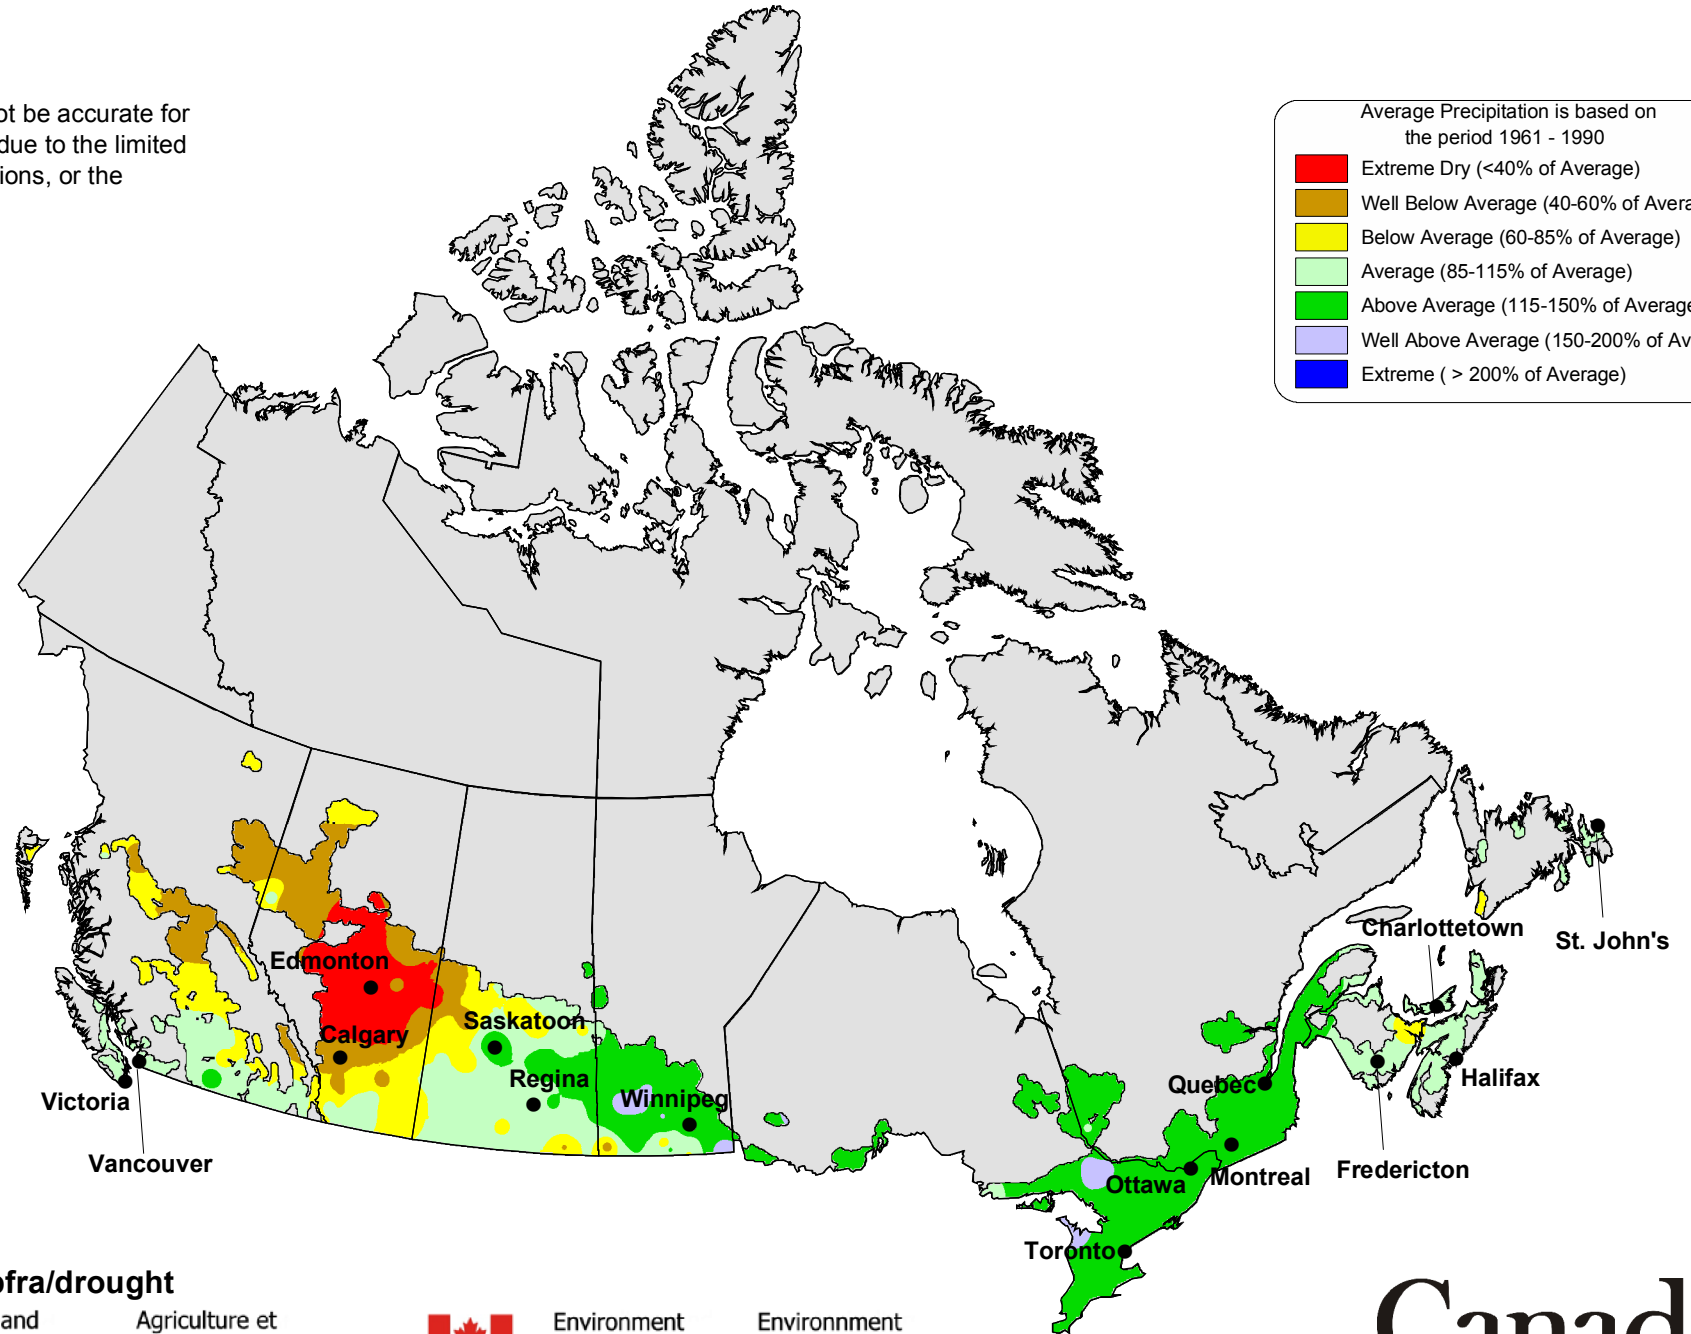 ot be accurate for
due to the limited
ions, or the
Average Precipitation is based on
the period 1961 - 1990
Extreme Dry (<40% of Average)
Well Below Average (40-60% of Avera
Below Average (60-85% of Average)
Average (85-115% of Average)
Above Average (115-150% of Average
Well Above Average (150-200% of Av
Extreme ( > 200% of Average)
Charlottetown
St. John's
Edmonton
Saskatoon
Calgary
Regina
Winnipeg
Quebec
Halifax
Victoria
Vancouver
Ottawa
Montreal
Fredericton
Toronto
ofra/drought
and
Agriculture et
Environment
Environnment
Canad